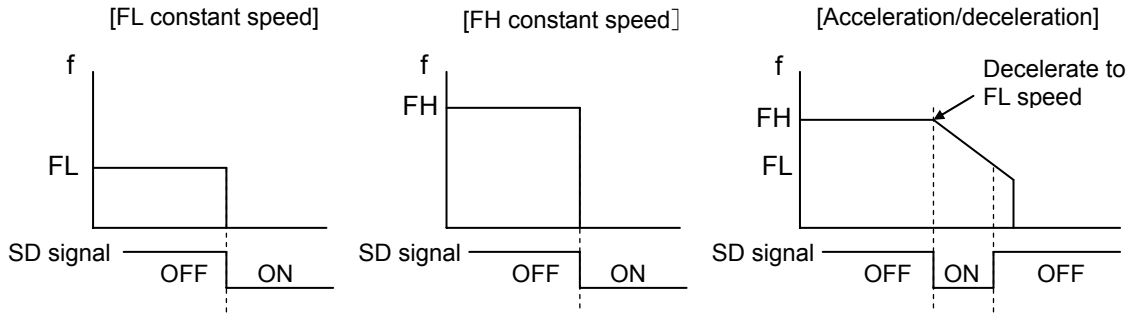 [FL constant speed]
f
FL
SD signal
OFF
ON
[FH constant speed］
f
FH
SD signal
OFF
ON
[Acceleration/deceleration]
f
Decelerate to
FL speed
FH
FL
SD signal
OFF
ON
OFF